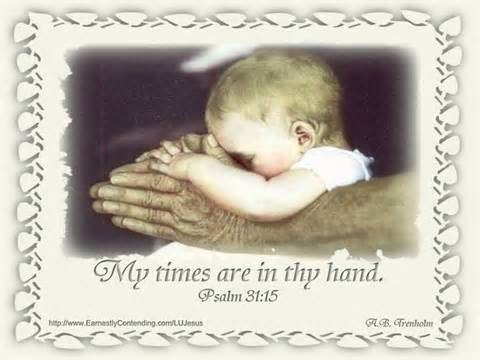 My times are in thy hand.
Psalm 31:15
http://www.EarnestlyContending.com/LUJesus
A.B. Trenholm